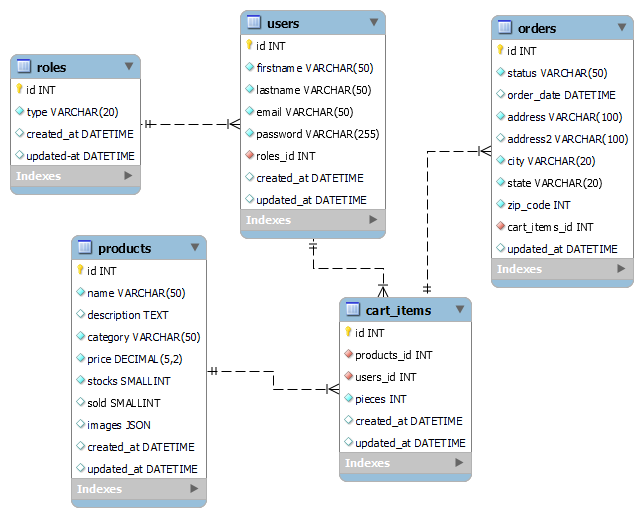 roles
id INT
type VARCHAR(20)
created_at DATETIME
updated-at DATETIME
Indexes
users
id INT
firstname VARCHAR(50)
lastname VARCHAR(50)
email VARCHAR(50)
password VARCHAR(255)
roles_id INT
created_at DATETIME
updated_at DATETIME
Indexes
orders
id INT
status VARCHAR(50)
order_date DATETIME
address VARCHAR(100)
address2 VARCHAR(100)
city VARCHAR(20)
state VARCHAR(20)
zip_code INT
cart_items_id INT
updated_at DATETIME
Indexes
products
id INT
name VARCHAR(50)
description TEXT
category VARCHAR(50)
price DECIMAL(5,2)
stocks SMALLINT
sold SMALLINT
images JSON
created_at DATETIME
updated_at DATETIME
Indexes
cart_items
id INT
products_id INT
users_id INT
pieces INT
created_at DATETIME
updated_at DATETIME
Indexes